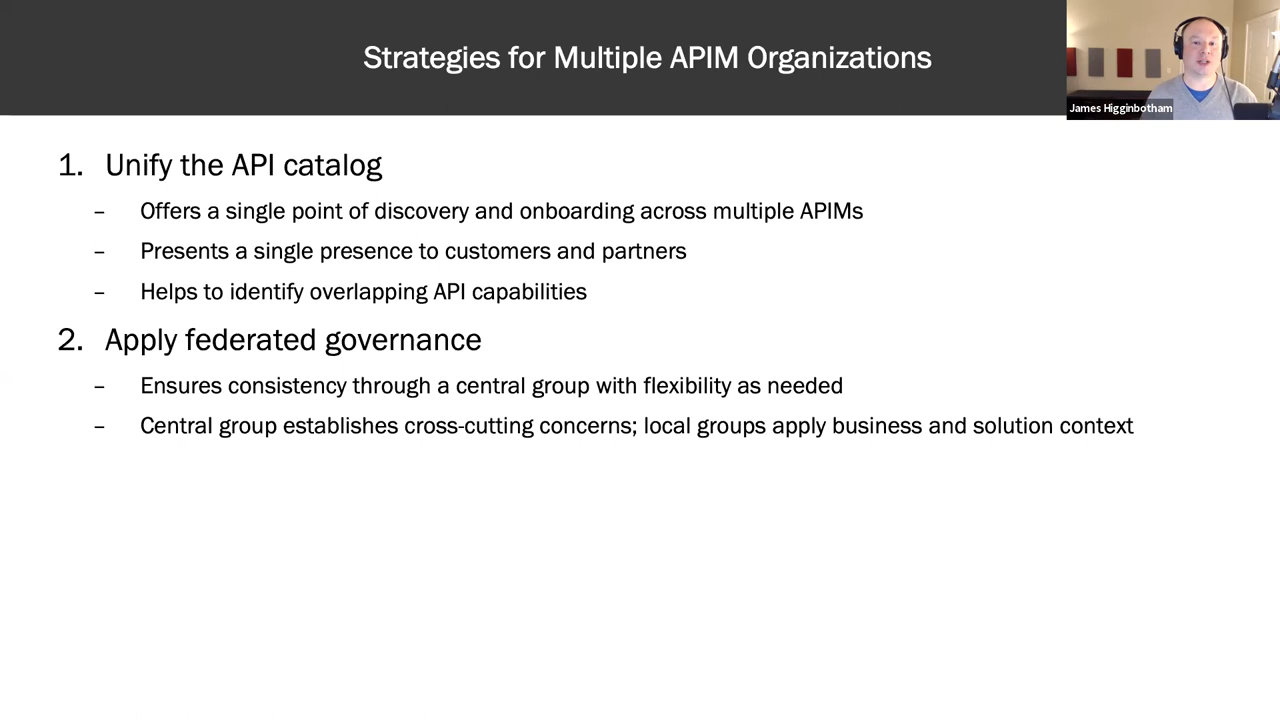 Strategies for Multiple APIM Organizations
James Higginbotham
1. Unify the API catalog
– Offers a single point of discovery and onboarding across multiple APIMs
– Presents a single presence to customers and partners
– Helps to identify overlapping API capabilities
2. Apply federated governance
– Ensures consistency through a central group with flexibility as needed
– Central group establishes cross-cutting concerns; local groups apply business and solution context